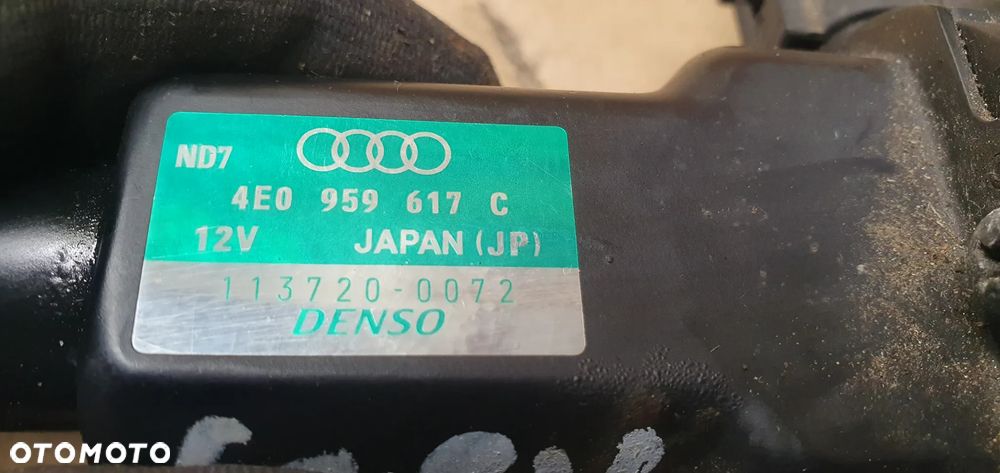 ND7
4E0 959 617 C
12V JAPAN (JP)
113720-0072
DENSO
OTOMOTO